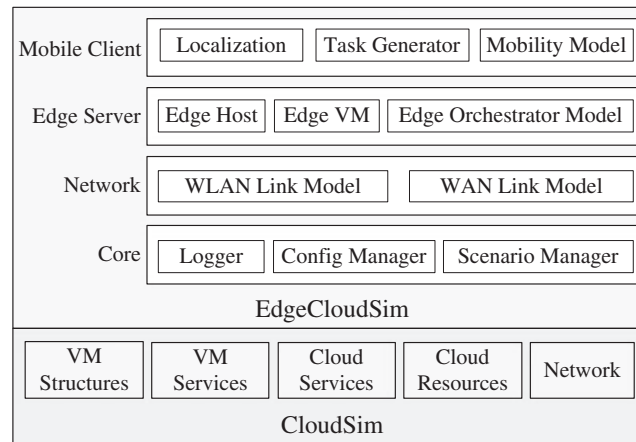 Mobile Client
Localization
Task Generator
Mobility Model
Edge Server
Edge Host
Edge VM
Edge Orchestrator Model
Network
WLAN Link Model
WAN Link Model
Core
Logger
Config Manager
Scenario Manager
EdgeCloudSim
VM
Structures
VM
Services
Cloud
Services
Cloud
Resources
Network
CloudSim